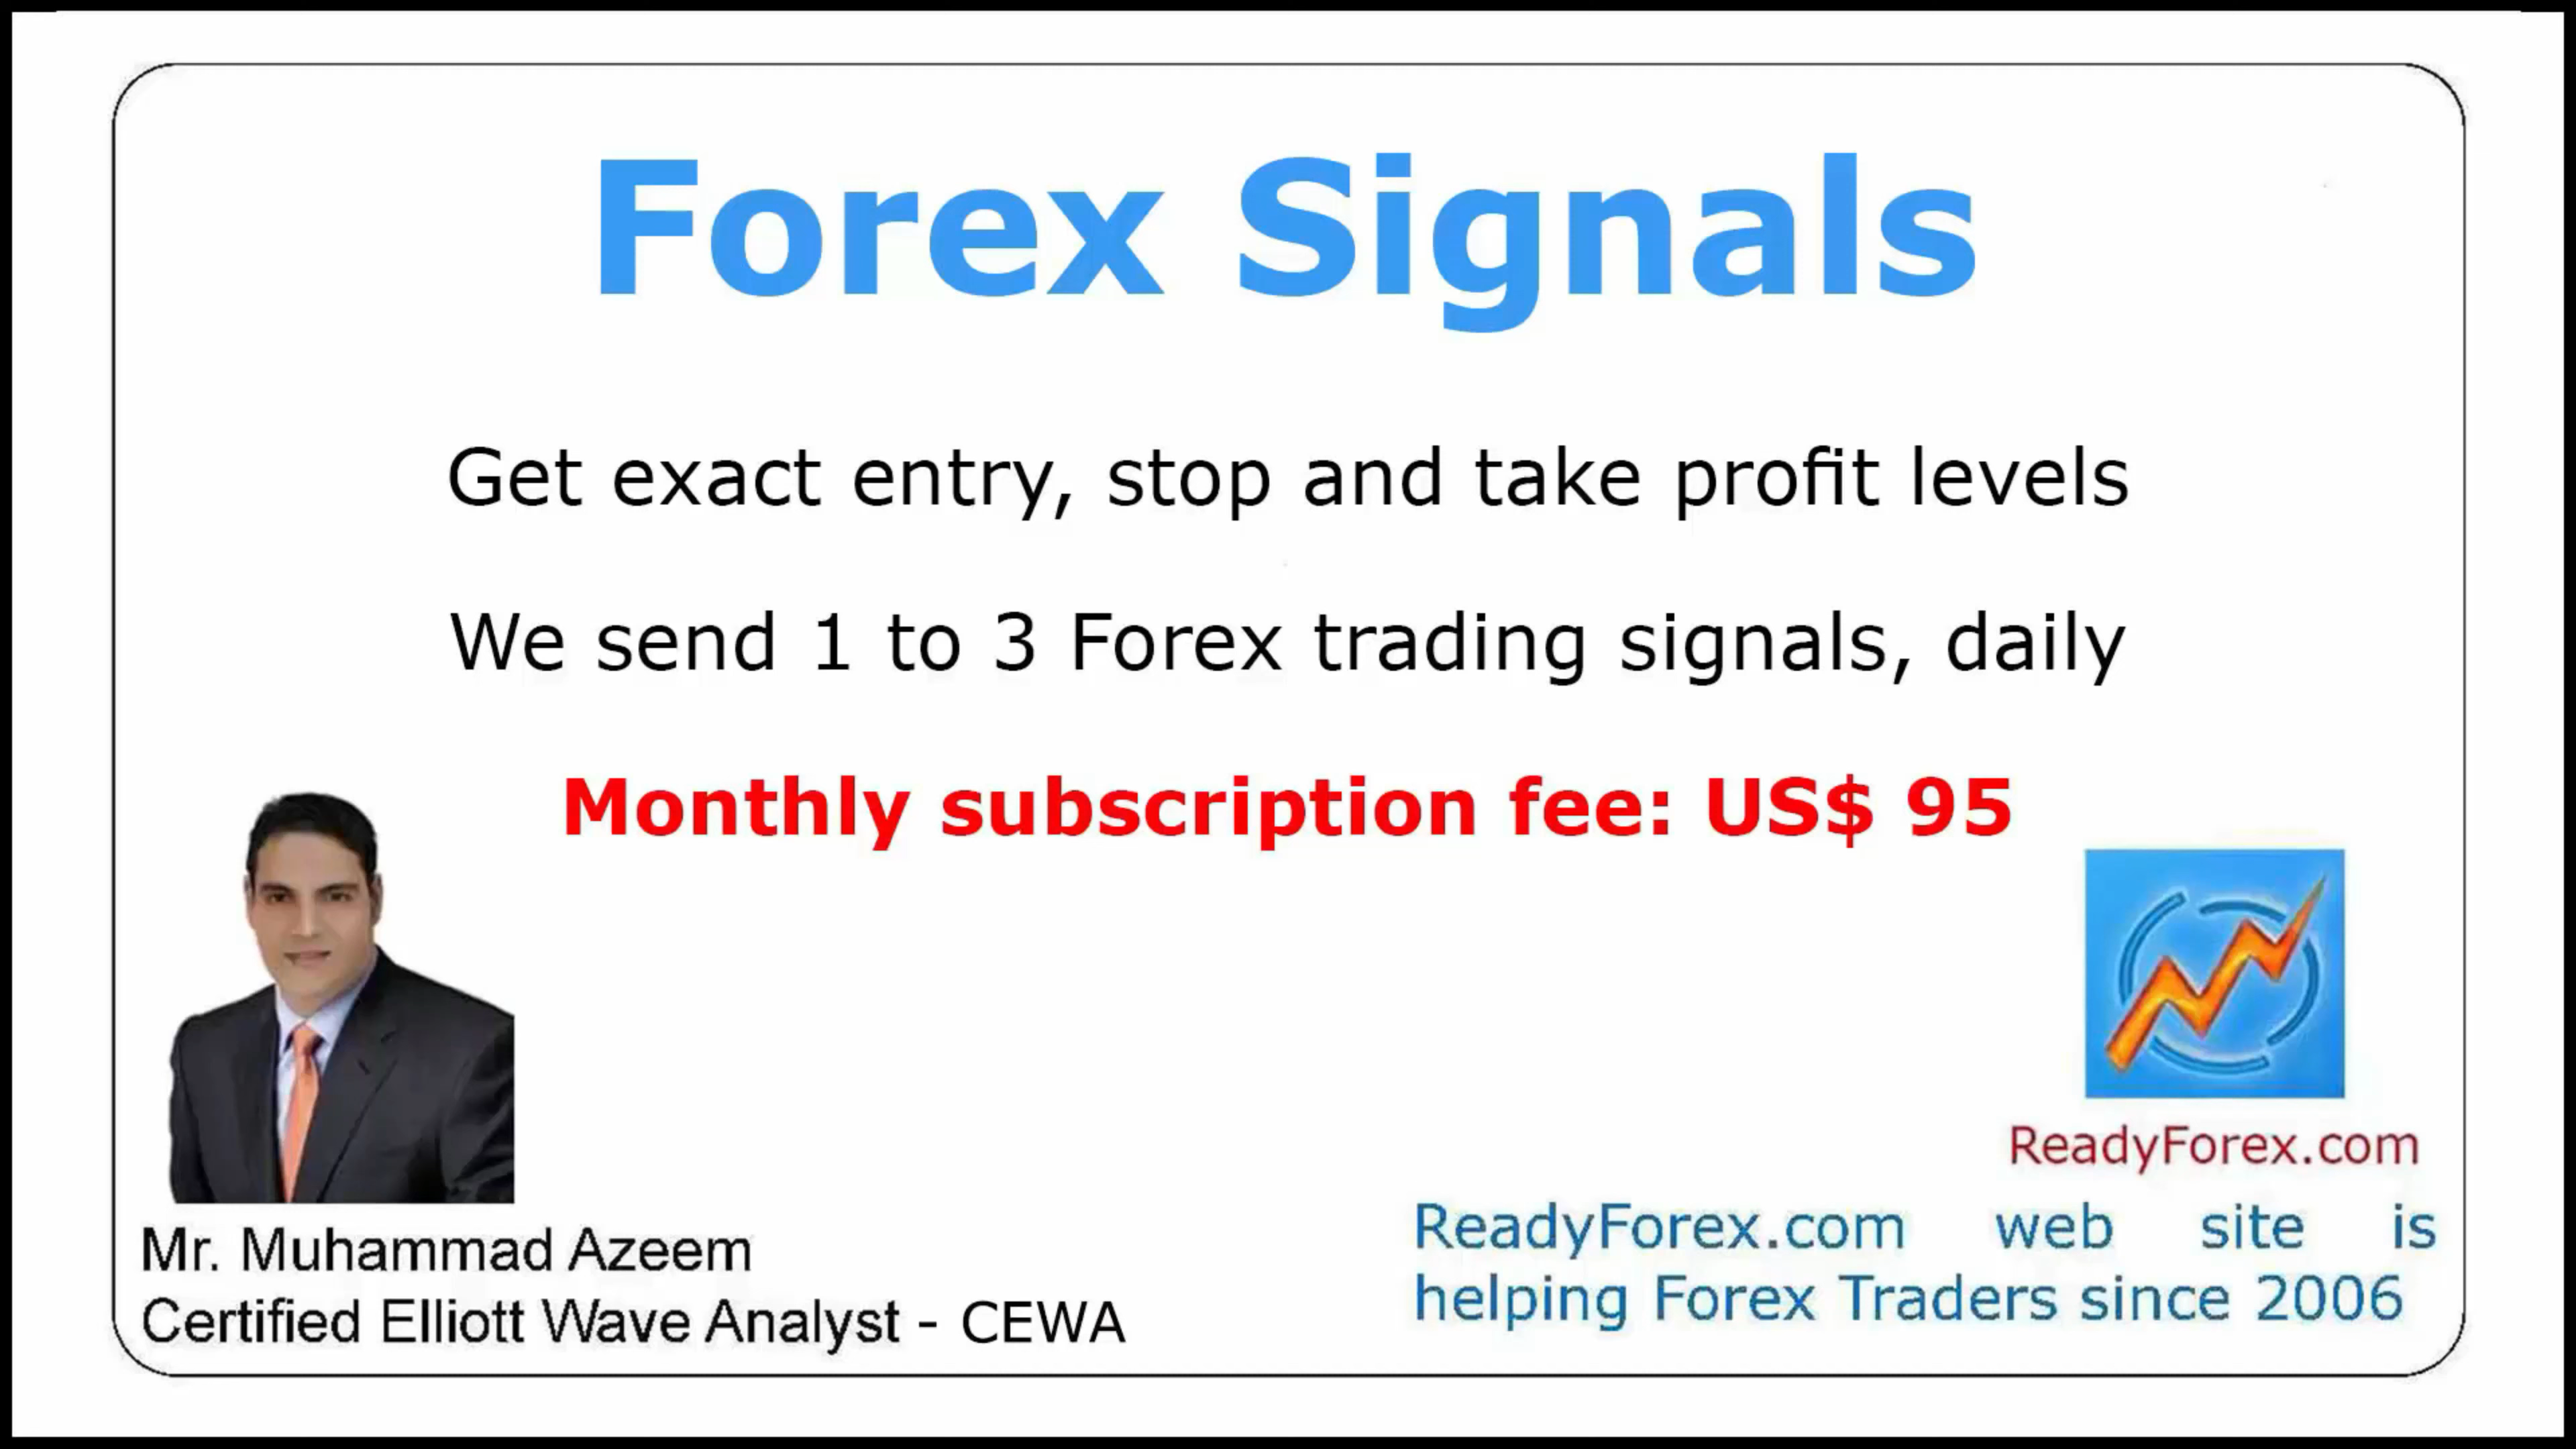 Forex Signals
Get exact entry, stop and take profit levels
We send 1 to 3 Forex trading signals, daily
Monthly subscription fee: US$ 95
ReadyForex.com
Mr. Muhammad Azeem
Certified Elliott Wave Analyst - CEWA
ReadyForex.com web site is
helping Forex Traders since 2006